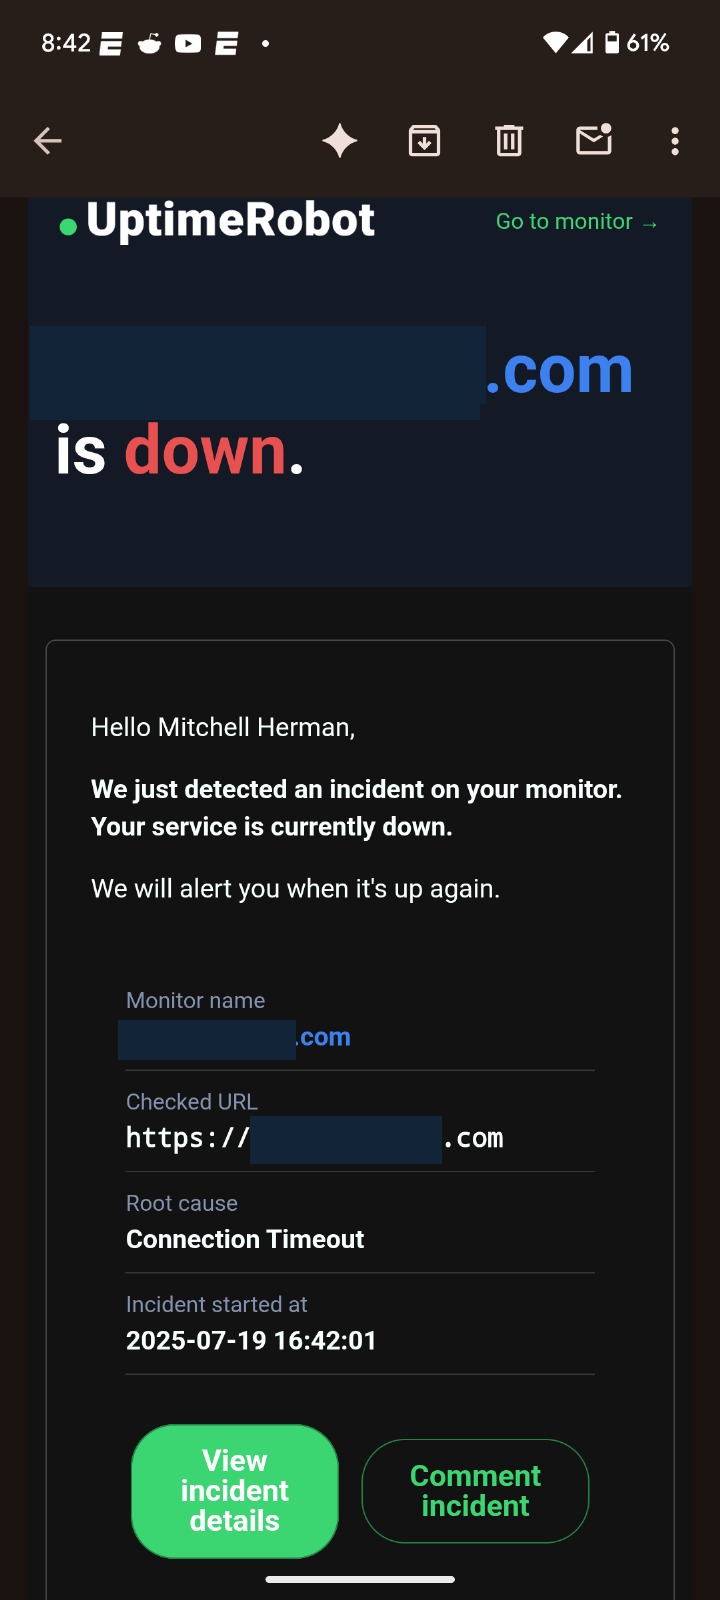 8:42 61%
UptimeRobot Go to monitor →
.com
is down.
Hello Mitchell Herman,
We just detected an incident on your monitor.
Your service is currently down.
We will alert you when it's up again.
Monitor name
.com
Checked URL
https:// .com
Root cause
Connection Timeout
Incident started at
2025-07-19 16:42:01
View
incident
details
Comment
incident